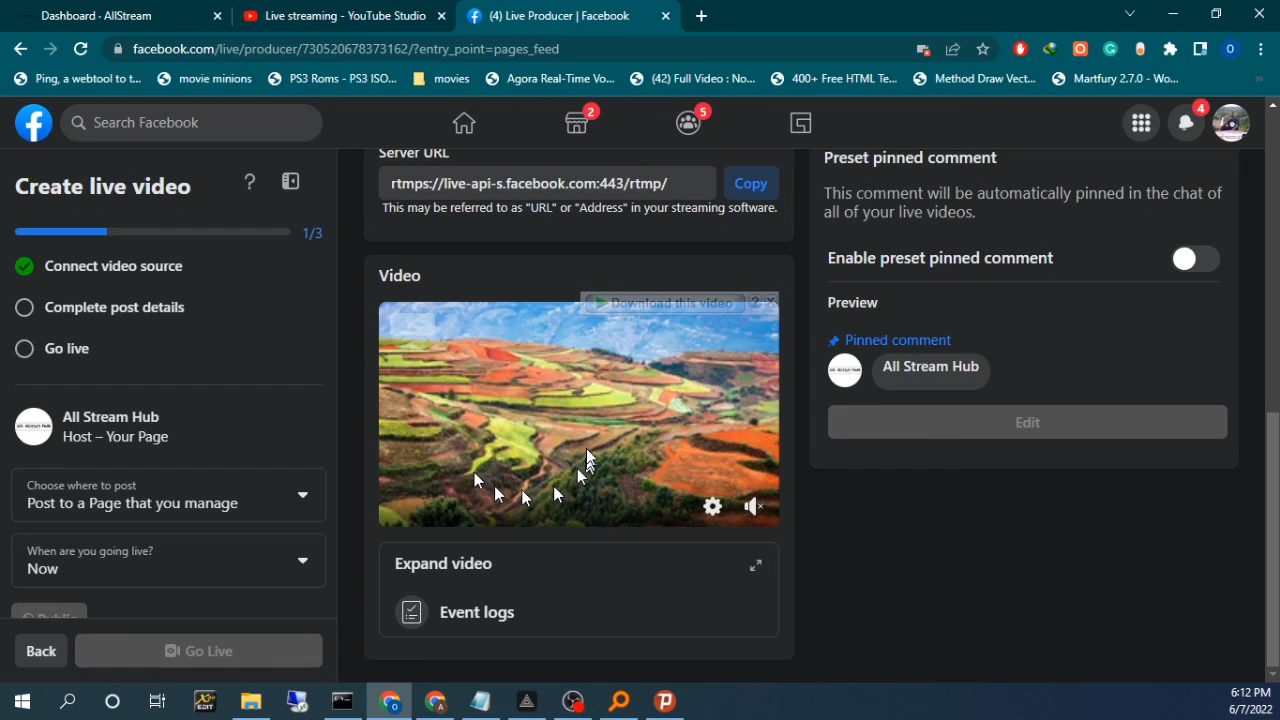 Dashboard - AllStream
Live streaming - YouTube Studio
(4) Live Producer | Facebook
facebook.com/live/producer/730520678373162/?entry_point=pages_feed
O
Ping, a webtool to t...
movie minions
PS3 Roms - PS3 ISO...
movies
Agora Real-Time Vo...
(42) Full Video : No...
400+ Free HTML Te...
Method Draw Vect...
Martfury 2.7.0 - Wo...
Search Facebook
2
5
4
Create live video
?
1/3
Connect video source
Complete post details
Go live
All Stream Hub
Host – Your Page
Choose where to post
Post to a Page that you manage
When are you going live?
Now
Public
Back
Go Live
Server URL
rtmps://live-api-s.facebook.com:443/rtmp/
Copy
This may be referred to as "URL" or "Address" in your streaming software.
Video
Download this video
?
Expand video
Event logs
Preset pinned comment
This comment will be automatically pinned in the chat of
all of your live videos.
Enable preset pinned comment
Preview
Pinned comment
All Stream Hub
Edit
6:12 PM
6/7/2022